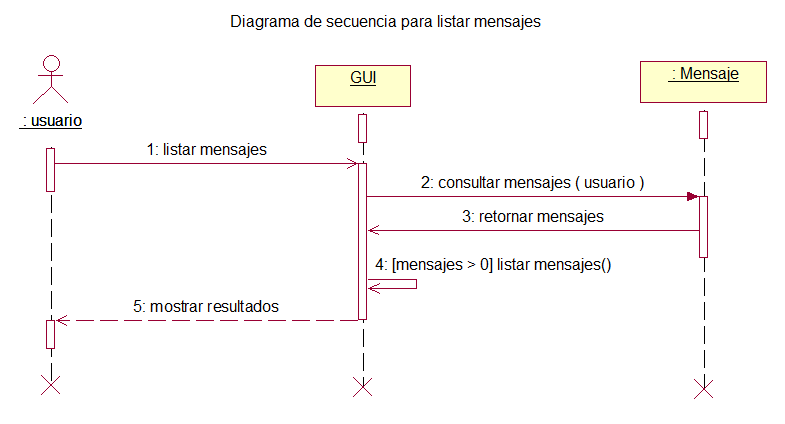 Diagrama de secuencia para listar mensajes
GUI
: Mensaje
: usuario
1: listar mensajes
2: consultar mensajes ( usuario )
3: retornar mensajes
4: [mensajes > 0] listar mensajes()
5: mostrar resultados